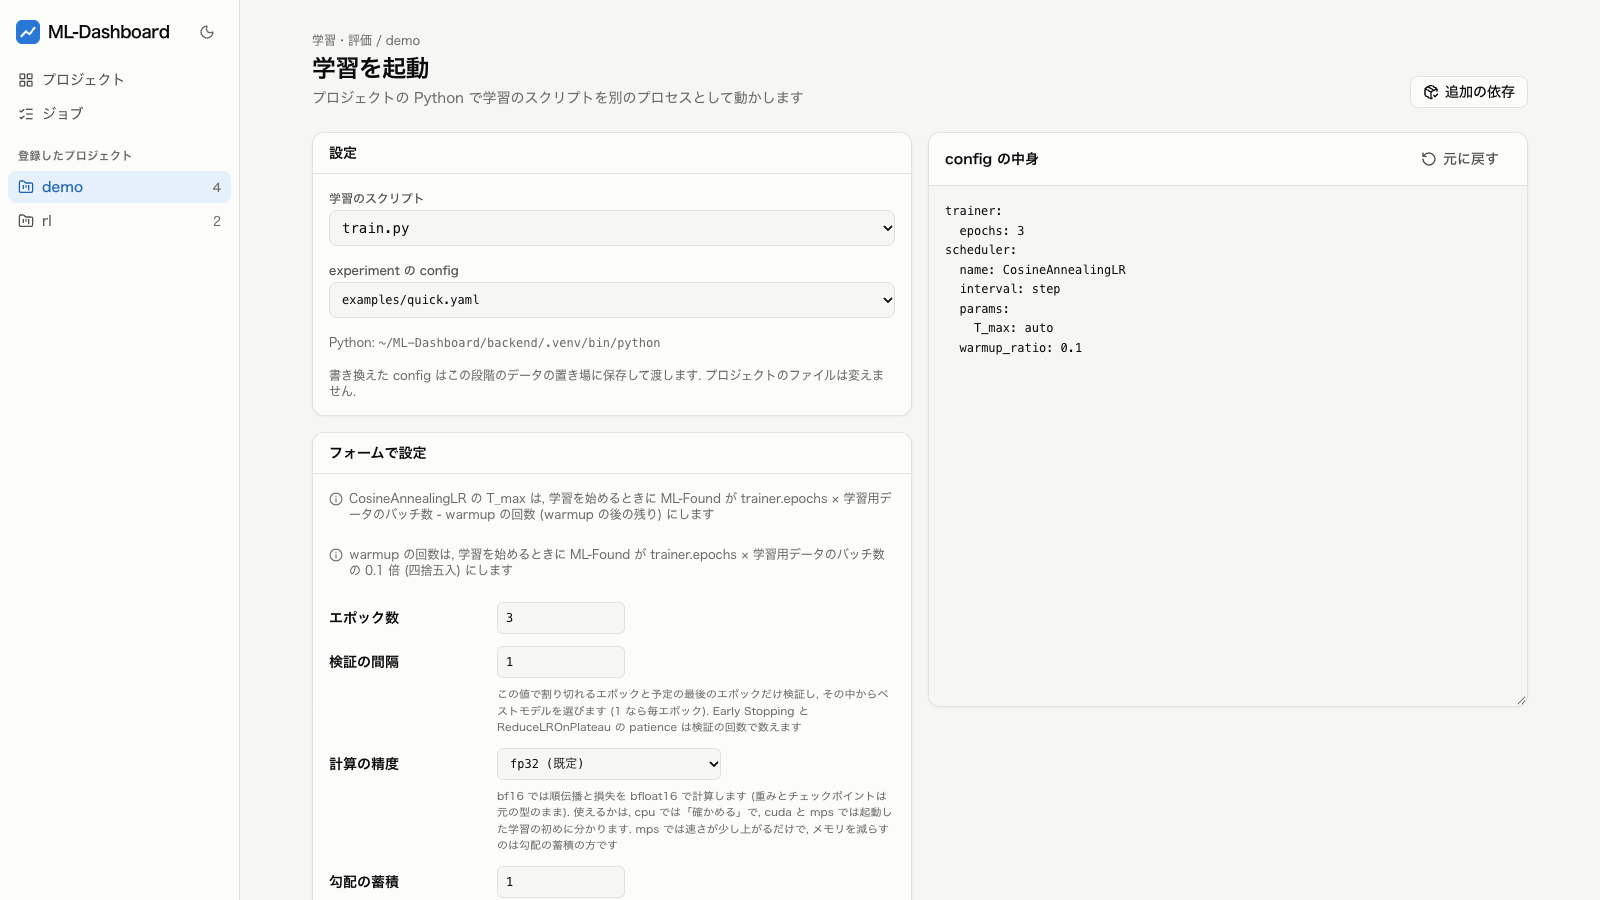 ML-Dashboard
プロジェクト
ジョブ
登録したプロジェクト
demo 4
rl 2
学習・評価 / demo
学習を起動
プロジェクトの Python で学習のスクリプトを別のプロセスとして動かします
追加の依存
設定
学習のスクリプト
train.py
experiment の config
examples/quick.yaml
Python: ~/ML-Dashboard/backend/.venv/bin/python
書き換えた config はこの段階のデータの置き場に保存して渡します. プロジェクトのファイルは変えま
せん.
フォームで設定
CosineAnnealingLR の T_max は, 学習を始めるときに ML-Found が trainer.epochs × 学習用デ
ータのバッチ数 - warmup の回数 (warmup の後の残り) にします
warmup の回数は, 学習を始めるときに ML-Found が trainer.epochs × 学習用データのバッチ数
の 0.1 倍 (四捨五入) にします
エポック数 3
検証の間隔 1
この値で割り切れるエポックと予定の最後のエポックだけ検証し, その中からベ
ストモデルを選びます (1 なら毎エポック). Early Stopping と
ReduceLROnPlateau の patience は検証の回数で数えます
計算の精度 fp32 (既定)
bf16 では順伝播と損失を bfloat16 で計算します (重みとチェックポイントは
元の型のまま). 使えるかは, cpu では「確かめる」で, cuda と mps では起動し
た学習の初めに分かります. mps では速さが少し上がるだけで, メモリを減らす
のは勾配の蓄積の方です
勾配の蓄積 1
config の中身
元に戻す
trainer:
  epochs: 3
scheduler:
  name: CosineAnnealingLR
  interval: step
  params:
    T_max: auto
  warmup_ratio: 0.1